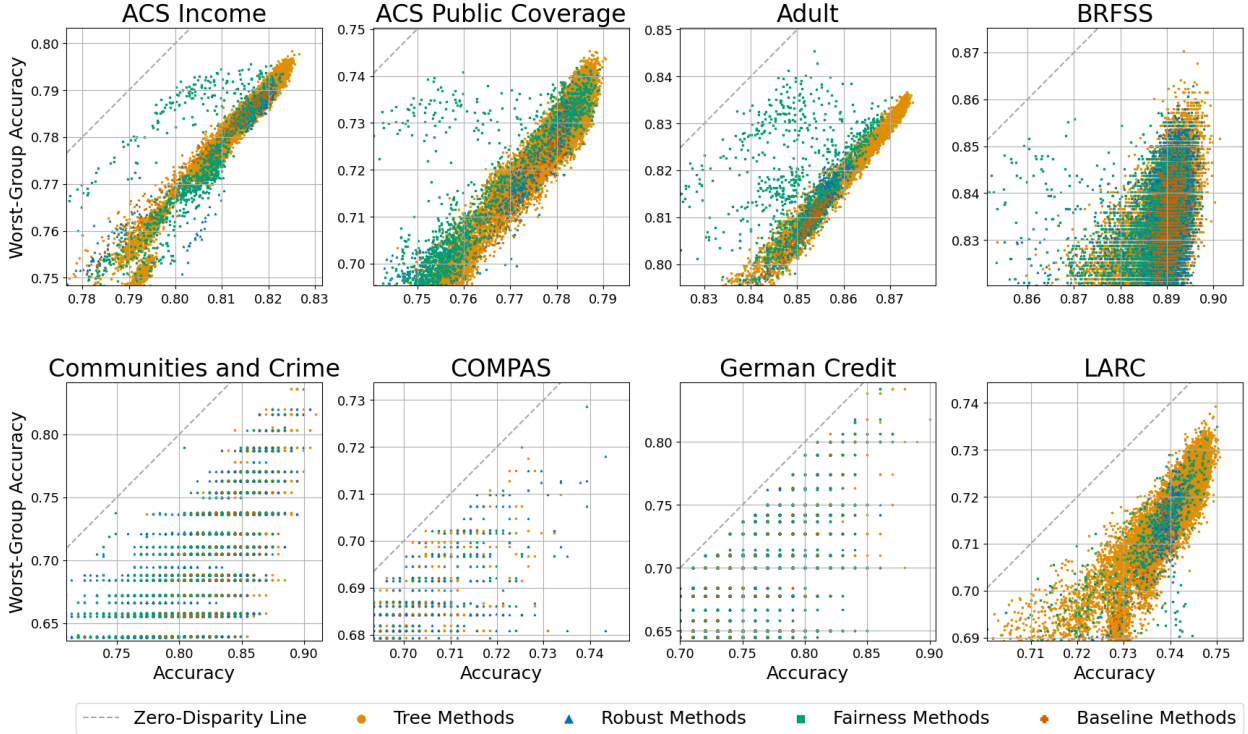 ACS Income
ACS Public Coverage
Adult
BRFSS
Worst-Group Accuracy
0.80
0.79
0.78
0.77
0.76
0.75
0.78 0.79 0.80 0.81 0.82 0.83
0.75
0.74
0.73
0.72
0.71
0.70
0.75 0.76 0.77 0.78 0.79
0.85
0.84
0.83
0.82
0.81
0.80
0.83 0.84 0.85 0.86 0.87
0.87
0.86
0.85
0.84
0.83
0.86 0.87 0.88 0.89 0.90
Communities and Crime
COMPAS
German Credit
LARC
Worst-Group Accuracy
0.80
0.75
0.70
0.65
0.75 0.80 0.85 0.90
Accuracy
0.73
0.72
0.71
0.70
0.69
0.68
0.70 0.71 0.72 0.73 0.74
Accuracy
0.80
0.75
0.70
0.65
0.70 0.75 0.80 0.85 0.90
Accuracy
0.74
0.73
0.72
0.71
0.70
0.69
0.71 0.72 0.73 0.74 0.75
Accuracy
Zero-Disparity Line
Tree Methods
Robust Methods
Fairness Methods
Baseline Methods